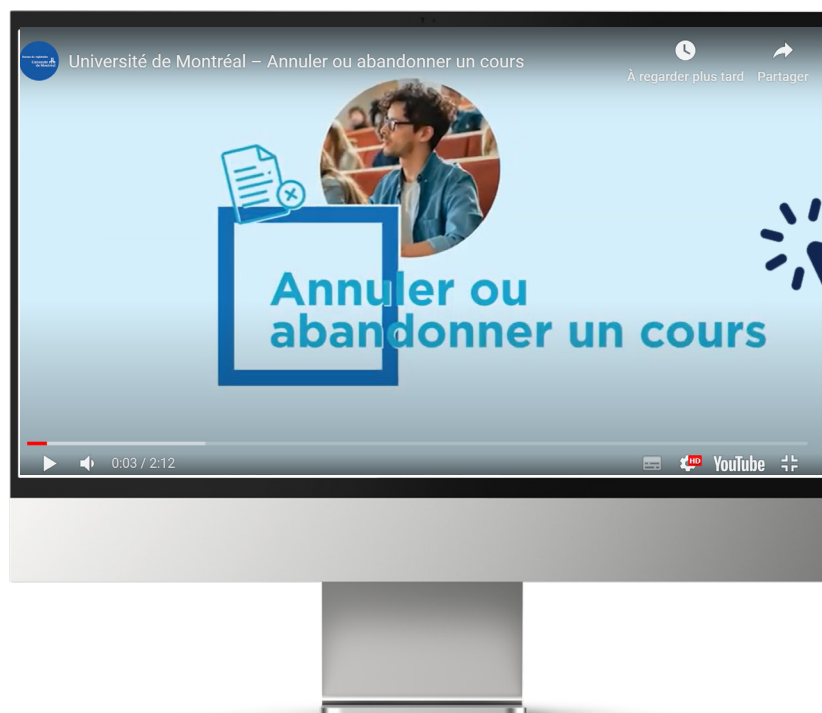 Université de Montréal – Annuler ou abandonner un cours
À regarder plus tard
Partager
Annuler ou
abandonner un cours
0:03 / 2:12
HD
YouTube